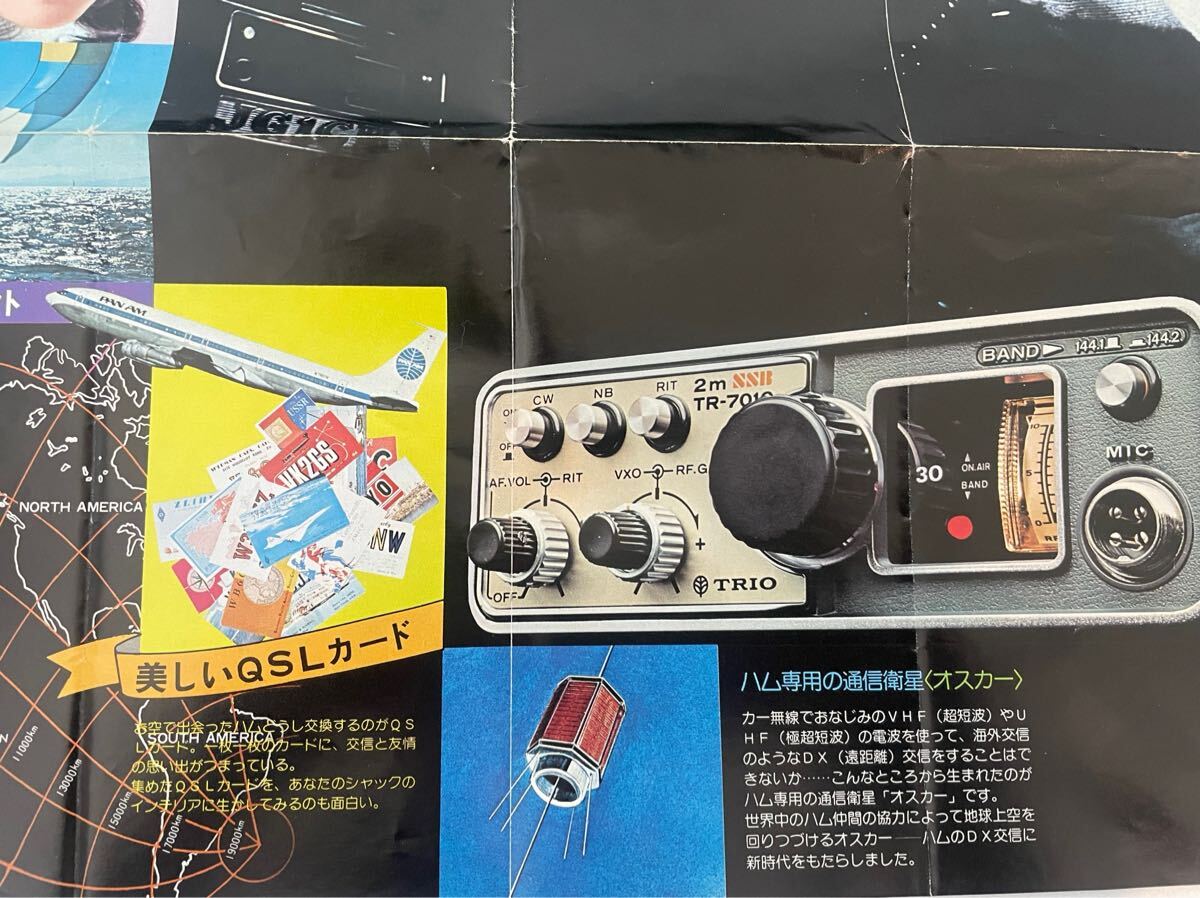 ト
PAN AM
USSR
VK2GS
NW
NORTH AMERICA
SOUTH AMERICA
11000km
13000km
15000km
17000km
19000km
美しいQSLカード
で出会ったハムどうし交換するのがQS
Lカード。一枚一枚のカードに、交信と友情
の思い出がつまっている。
集めたQSLカードを、あなたのシャックの
インテリアに生かしてみるのも面白い。
CW
NB
RIT
2m SSB
TR-7010
ON
OFF
AF.VOL
RIT
VXO
RF.G
+
OFF
TRIO
BAND
144.1
144.2
30
ON.AIR
BAND
10
5
0
MIC
ハム専用の通信衛星〈オスカー〉
カー無線でおなじみのVHF（超短波）やU
HF（極超短波）の電波を使って、海外交信
のようなDX（遠距離）交信をすることはで
きないか……こんなところから生まれたのが
ハム専用の通信衛星「オスカー」です。
世界中のハム仲間の協力によって地球上空を
回りつづけるオスカー――ハムのDX交信に
新時代をもたらしました。